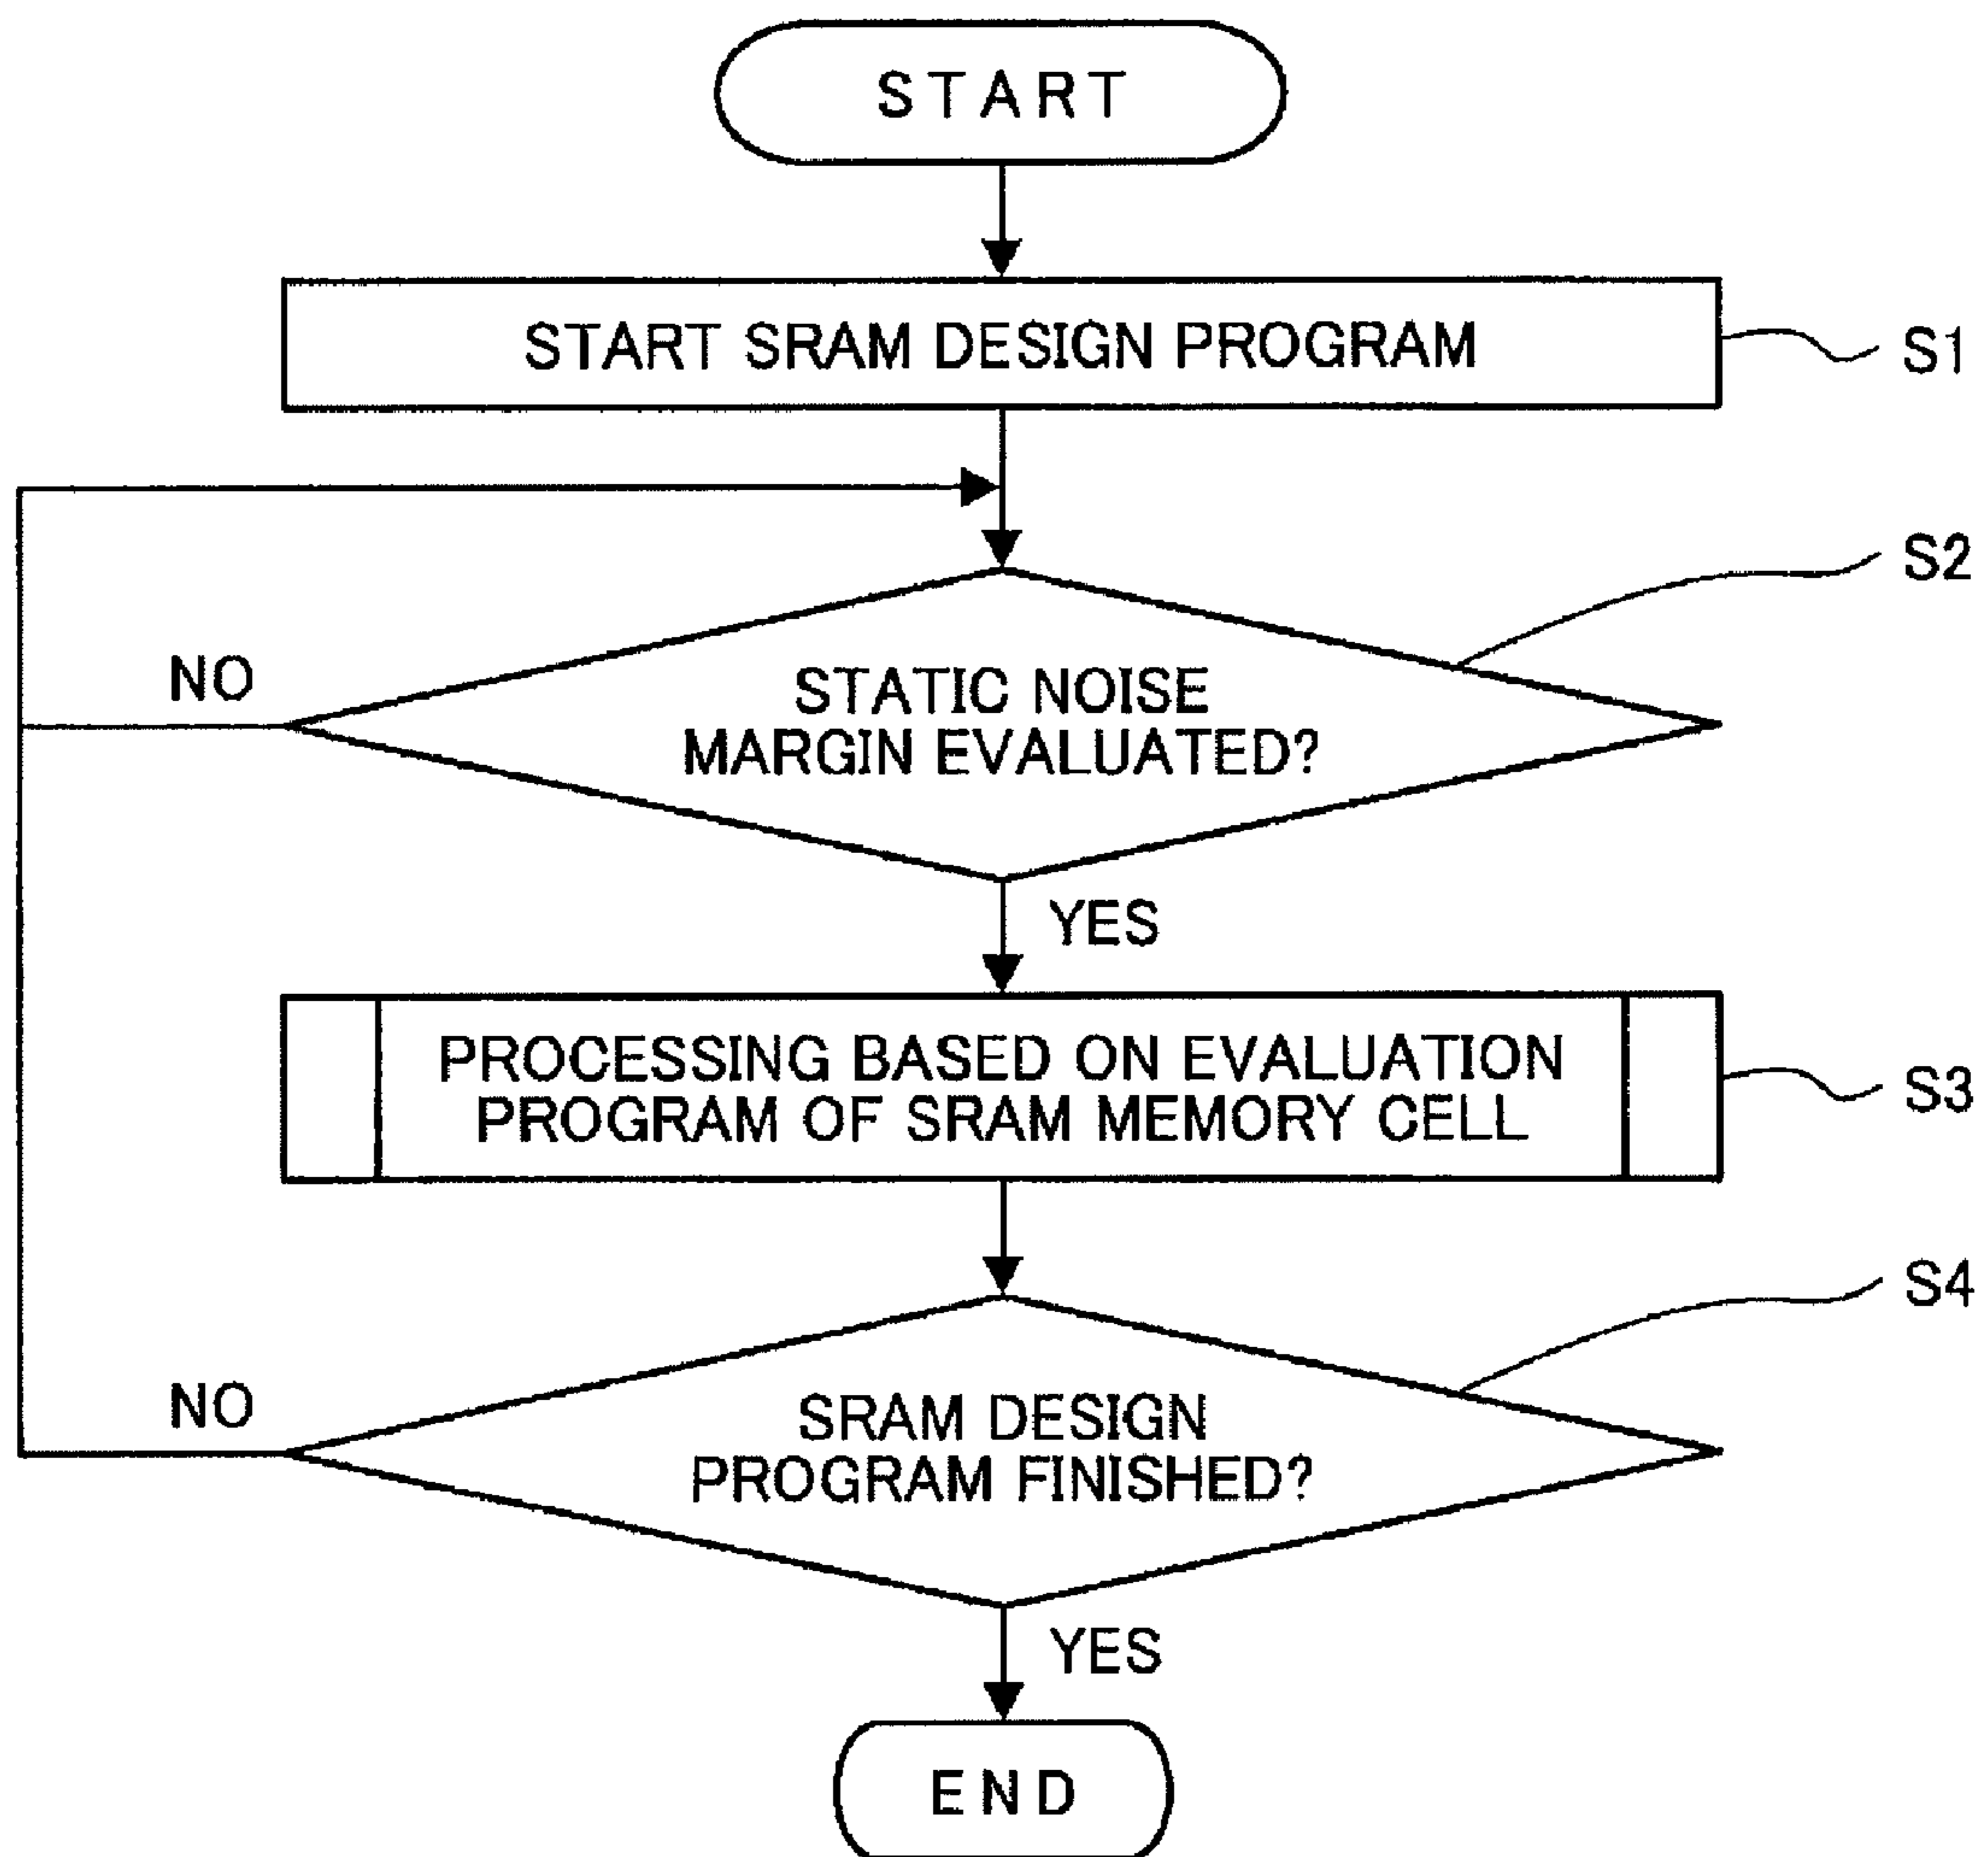 START
START SRAM DESIGN PROGRAM
S1
S2
NO
STATIC NOISE
MARGIN EVALUATED?
YES
PROCESSING BASED ON EVALUATION
PROGRAM OF SRAM MEMORY CELL
S3
S4
NO
SRAM DESIGN
PROGRAM FINISHED?
YES
END